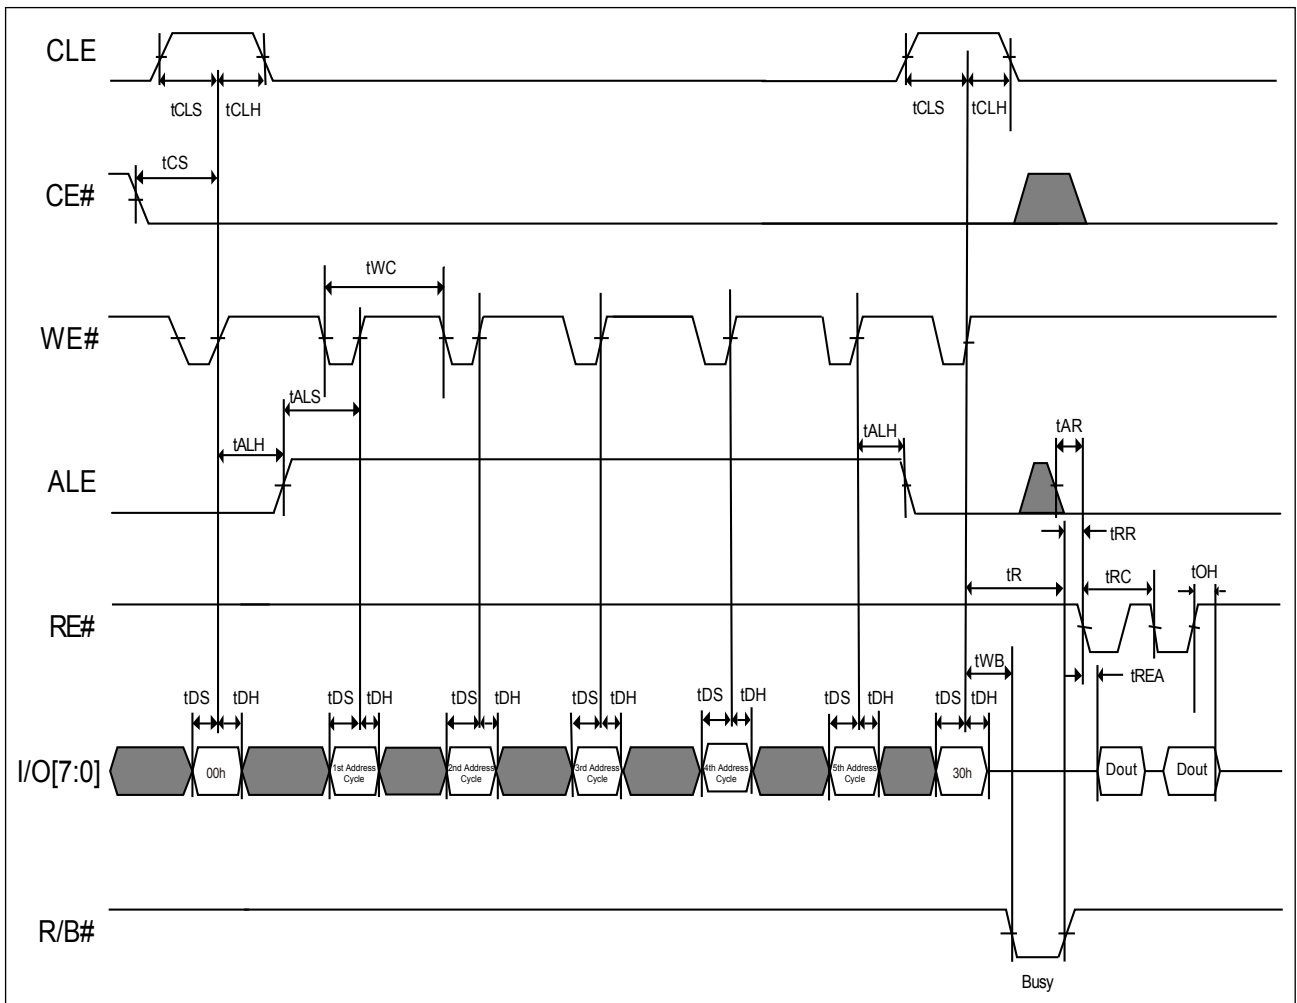 CLE
tCLS tCLH
tCLS tCLH
tCS
CE#
tWC
WE#
tALS
tALH
tALH
tAR
ALE
tRR
tR
tRC
tOH
RE#
tWB
tREA
tDS tDH
tDS tDH
tDS tDH
tDS tDH
tDS tDH
tDS tDH
tDS tDH
I/O[7:0]
00h
1st Address
Cycle
2nd Address
Cycle
3rd Address
Cycle
4th Address
Cycle
5th Address
Cycle
30h
Dout
Dout
R/B#
Busy